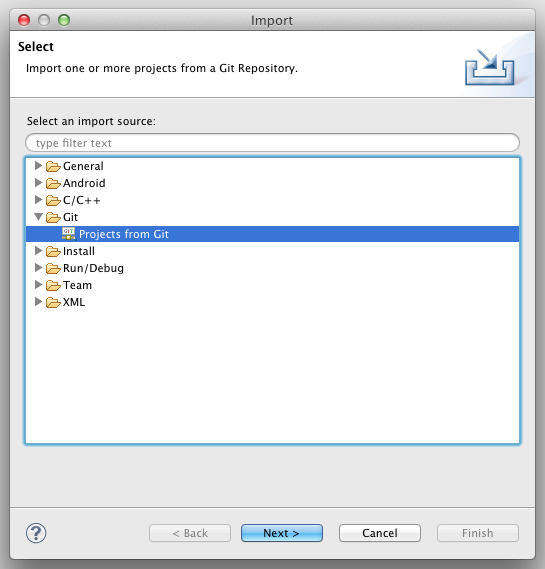 Import
Select
Import one or more projects from a Git Repository.
Select an import source:
type filter text
General
Android
C/C++
Git
GIT
Projects from Git
Install
Run/Debug
Team
XML
?
< Back
Next >
Cancel
Finish